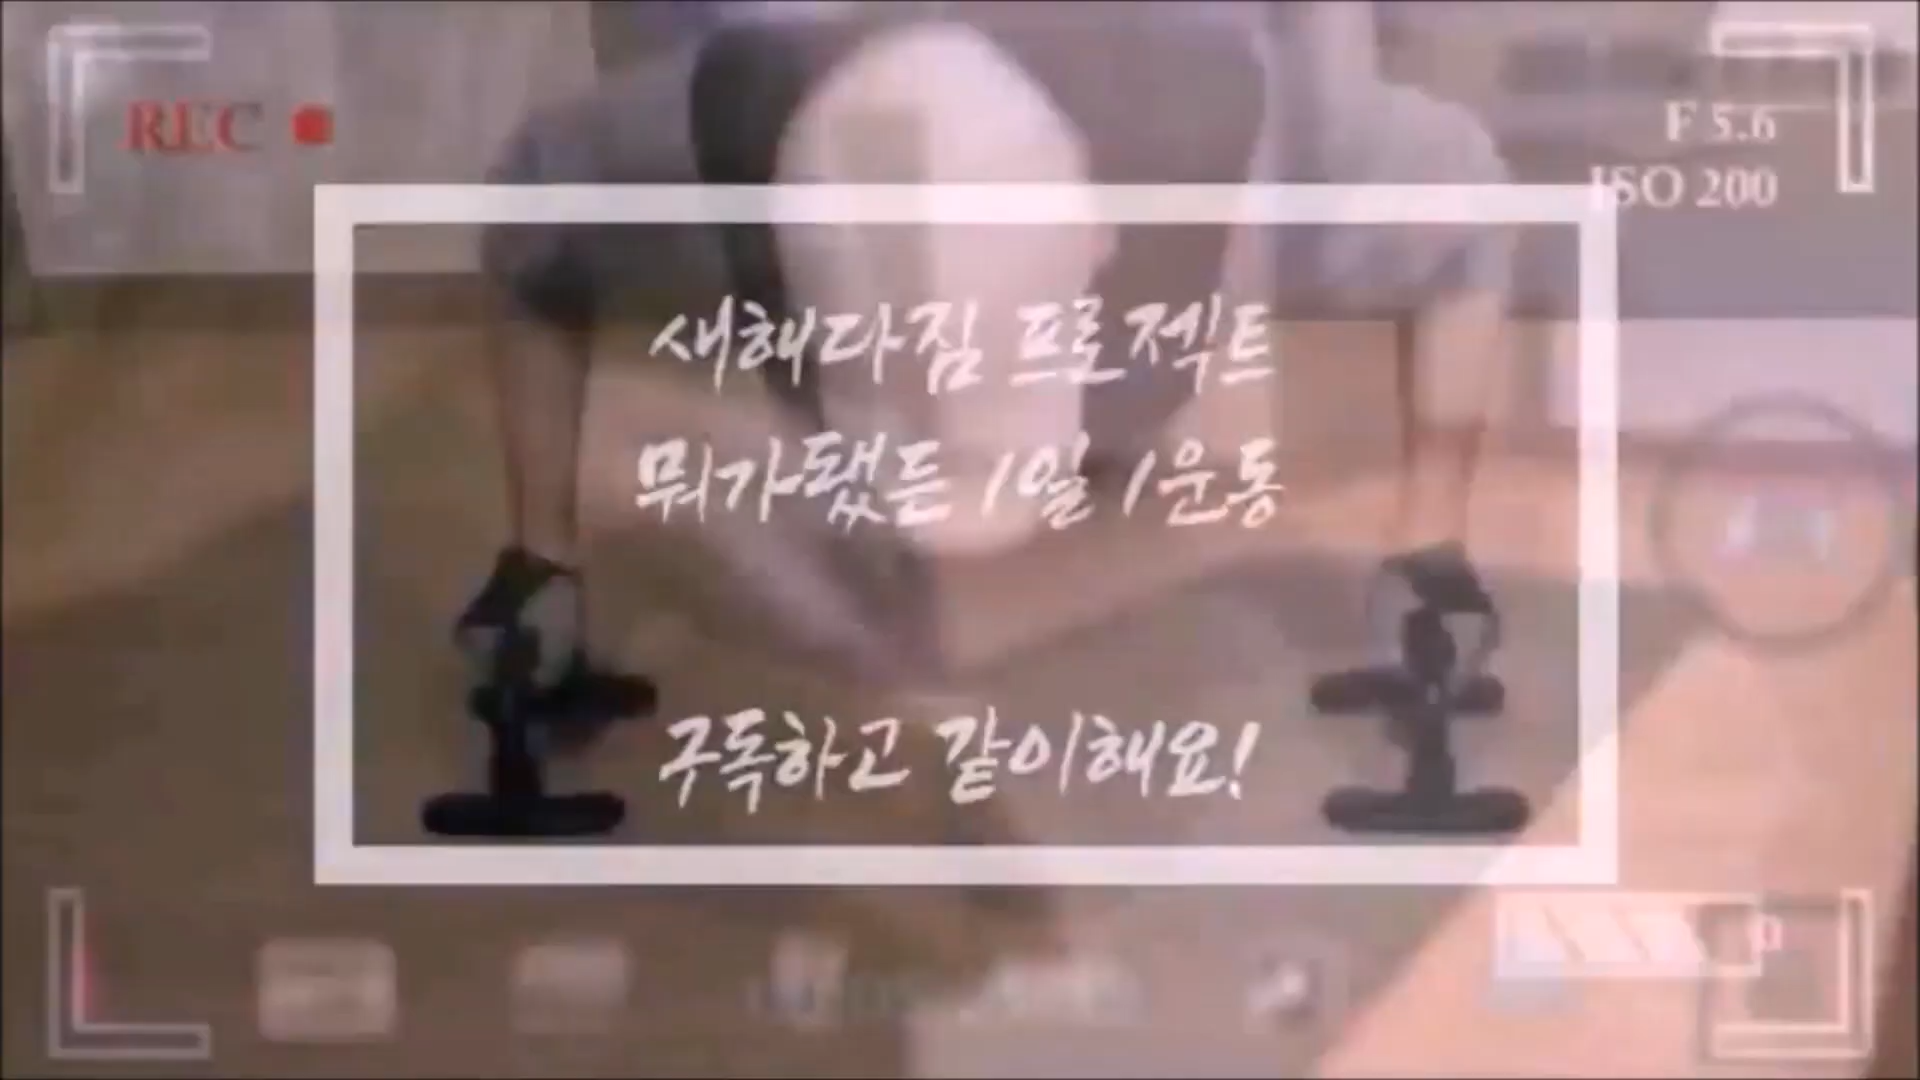 REC
F 5.6
ISO 200
새해다짐 프로젝트
뭐가됐든 1일 1운동
구독하고 같이해요!